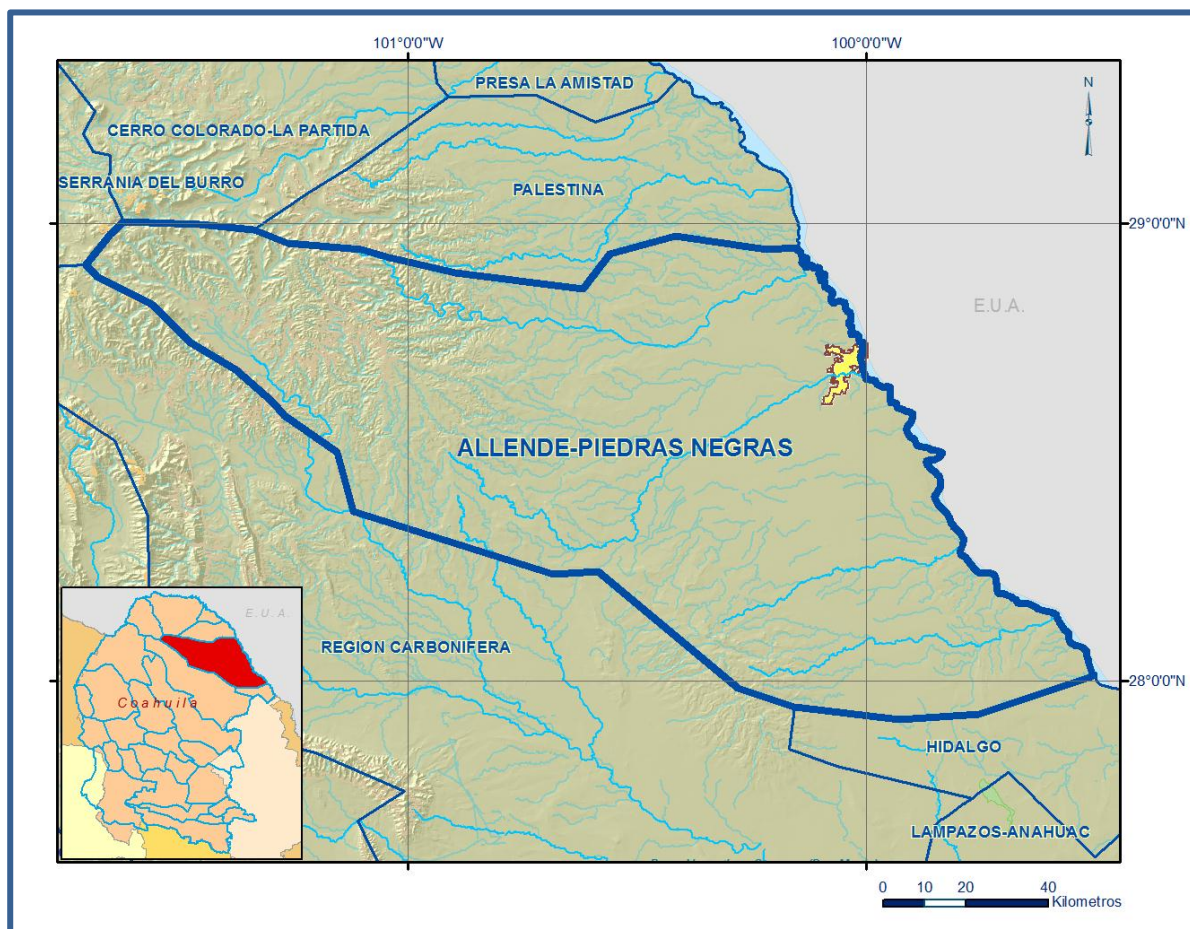 101°0'0"W
100°0'0"W
PRESA LA AMISTAD
N
CERRO COLORADO-LA PARTIDA
SERRANIA DEL BURRO
PALESTINA
29°0'0"N
E.U.A.
ALLENDE-PIEDRAS NEGRAS
E.U.A.
REGION CARBONIFERA
Coahuila
28°0'0"N
HIDALGO
LAMPAZOS-ANAHUAC
0 10 20 40
Kilometros